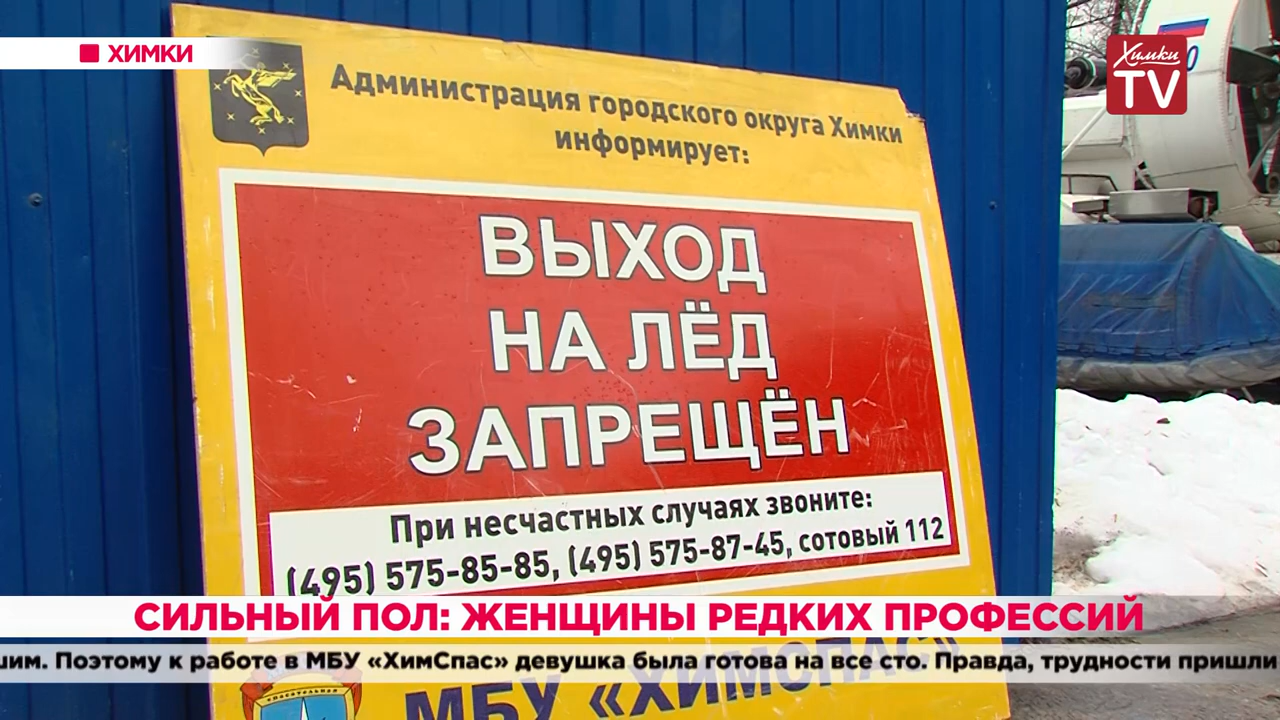 ХИМКИ
Химки
TV
Администрация городского округа Химки
информирует:
ВЫХОД
НА ЛЁД
ЗАПРЕЩЁН
При несчастных случаях звоните:
(495) 575-85-85, (495) 575-87-45, сотовый 112
СИЛЬНЫЙ ПОЛ: ЖЕНЩИНЫ РЕДКИХ ПРОФЕССИЙ
шим. Поэтому к работе в МБУ «ХимСпас» девушка была готова на все сто. Правда, трудности пришли
МБУ «ХИМСПАС»